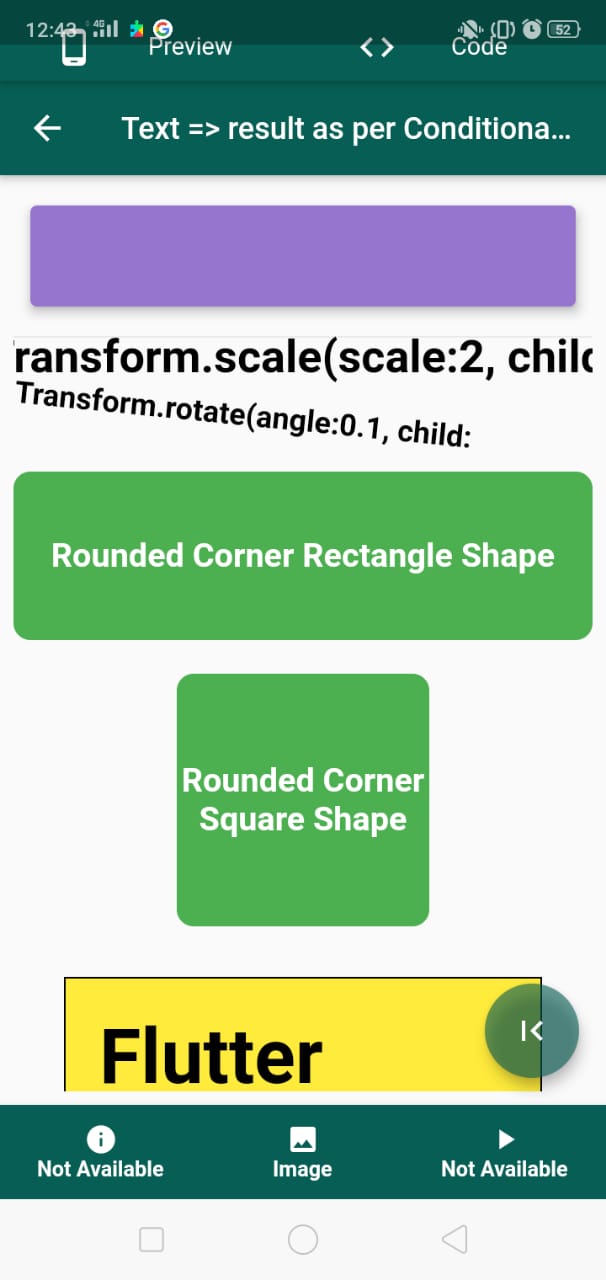 12:43 4G 52
Preview Code
Text => result as per Conditiona...
ransform.scale(scale:2, chilc
Transform.rotate(angle:0.1, child:
Rounded Corner Rectangle Shape
Rounded Corner
Square Shape
Flutter
Not Available Image Not Available